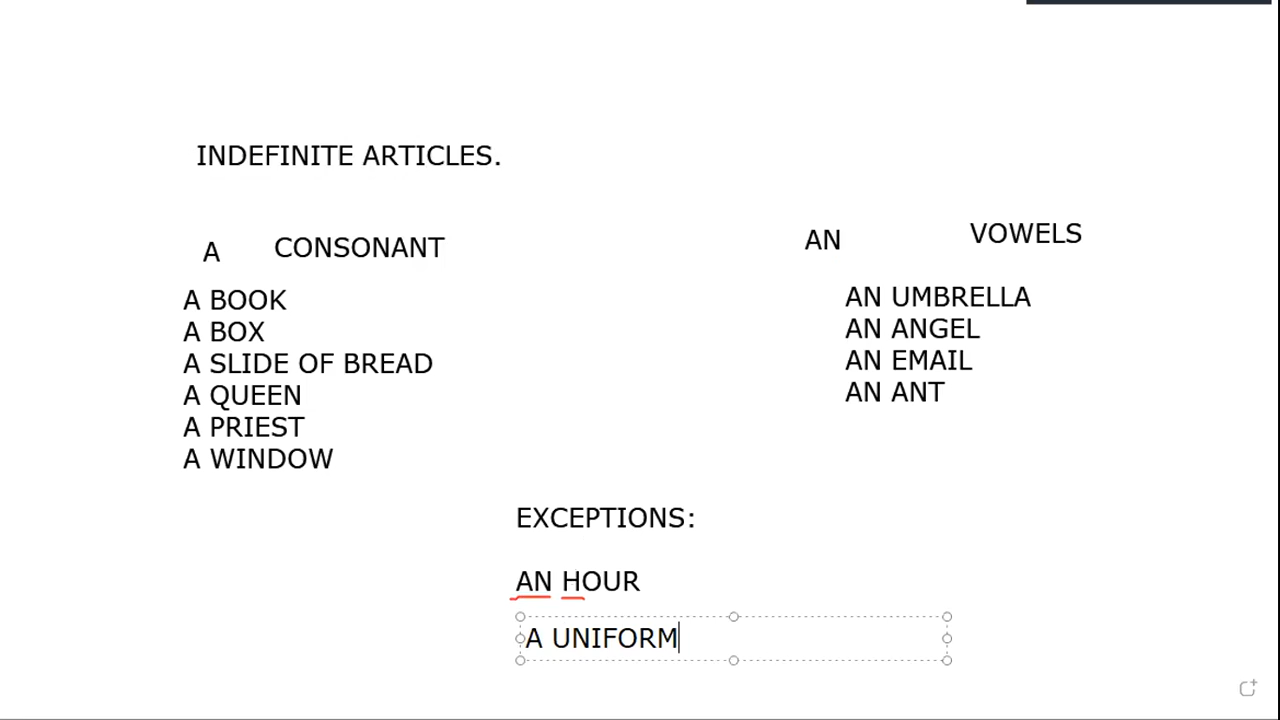 INDEFINITE ARTICLES.
A CONSONANT
A BOOK
A BOX
A SLIDE OF BREAD
A QUEEN
A PRIEST
A WINDOW
AN VOWELS
AN UMBRELLA
AN ANGEL
AN EMAIL
AN ANT
EXCEPTIONS:
AN HOUR
A UNIFORM